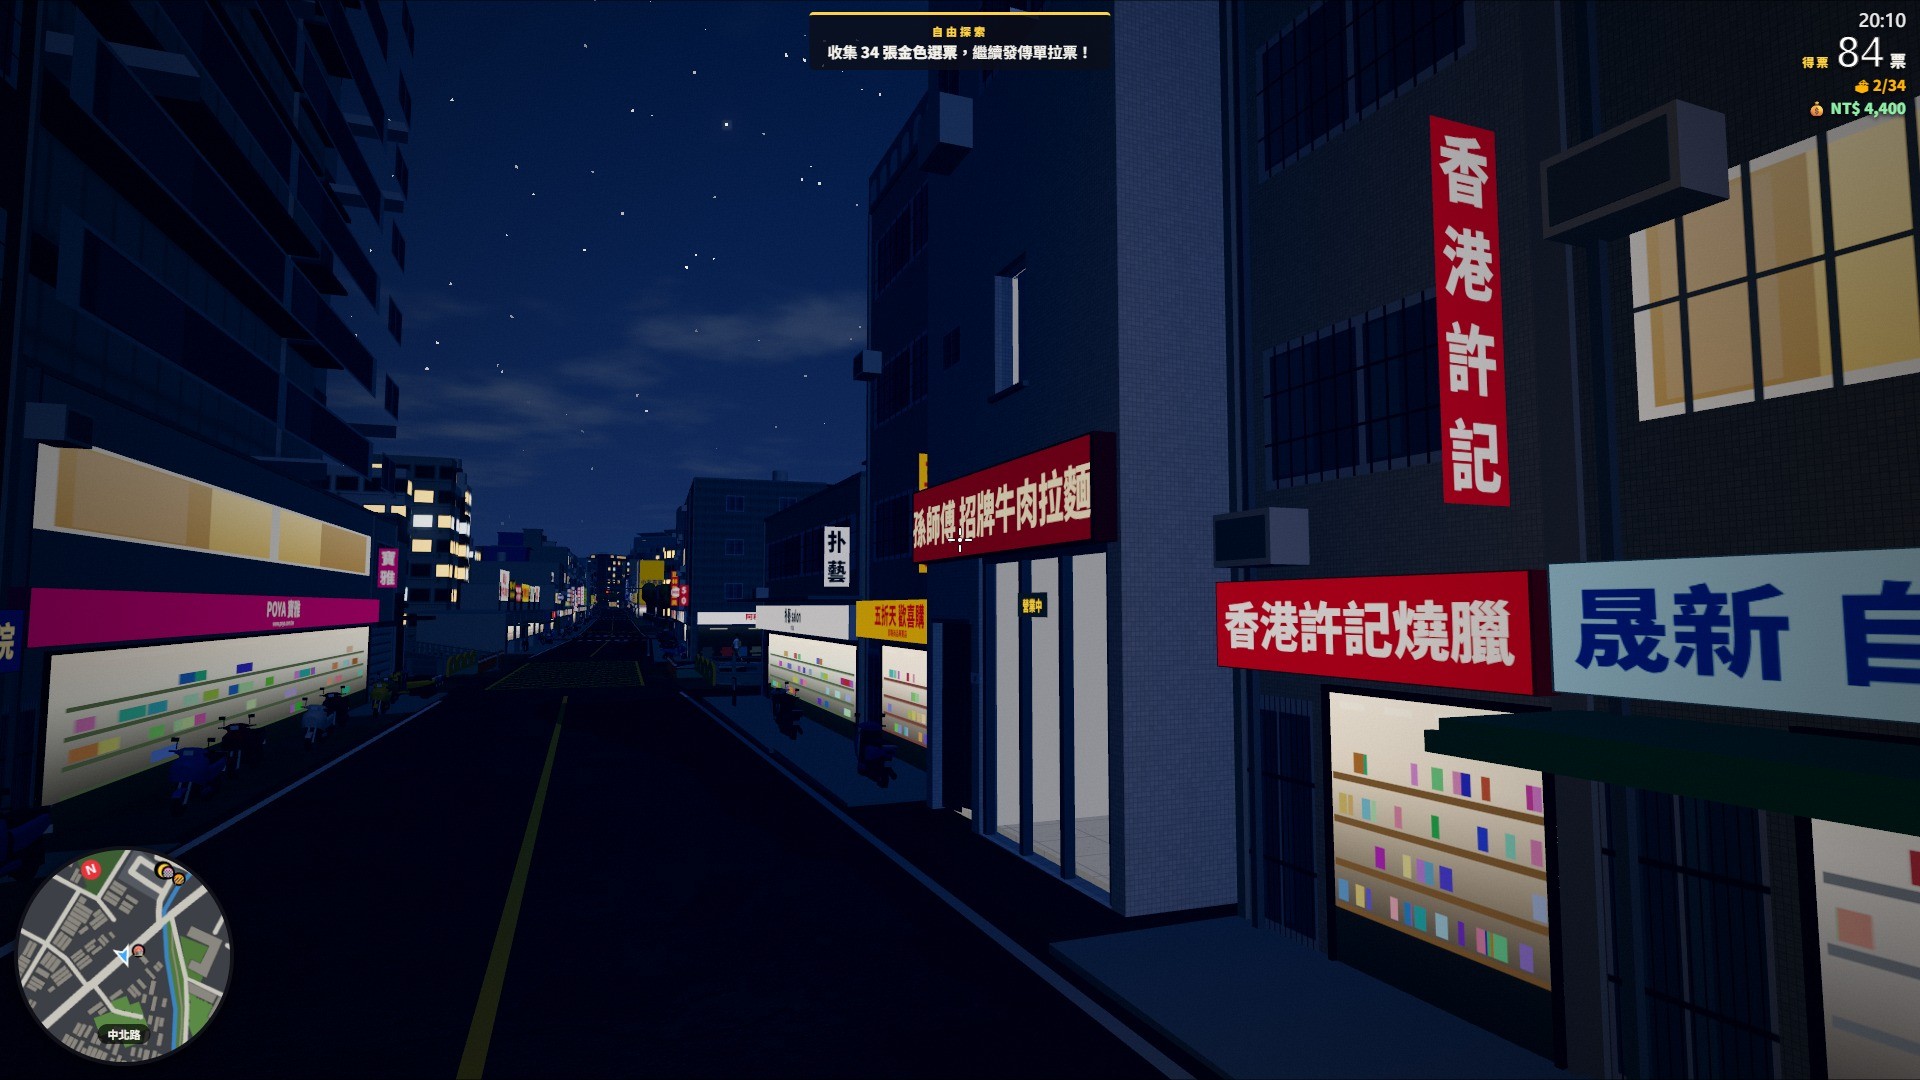 自由探索
收集 34 張金色選票，繼續發傳單拉票！
20:10
得票 84 票
2/34
NT$ 4,400
香港許記
孫師傅 招牌牛肉拉麵
營業中
扑藝
寶雅
POYA 寶雅
院
salon
五折天 歡喜購
香港許記燒臘
晟新 自
N
中北路